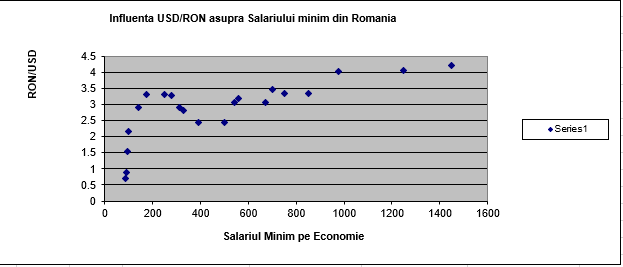 Influenta USD/RON asupra Salariului minim din Romania
RON/USD
4.5
4
3.5
3
2.5
2
1.5
1
0.5
0
0 200 400 600 800 1000 1200 1400 1600
Salariul Minim pe Economie
Series1